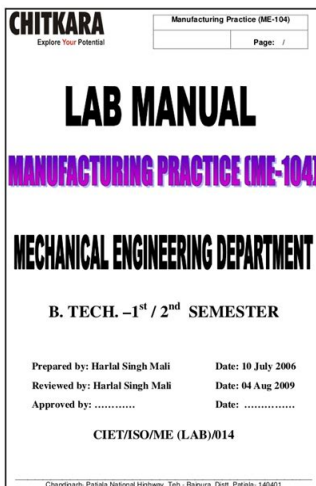 CHITKARA
Explore Your Potential
Manufacturing Practice (ME-104)
Page: /
LAB MANUAL
MANUFACTURING PRACTICE (ME-104)
MECHANICAL ENGINEERING DEPARTMENT
B. TECH. –1st / 2nd SEMESTER
Prepared by: Harlal Singh Mali Date: 10 July 2006
Reviewed by: Harlal Singh Mali Date: 04 Aug 2009
Approved by: ………… Date: ……………
CIET/ISO/ME (LAB)/014
Chandigarh- Patiala National Highway, Teh.- Rajpura, Distt. Patiala- 140401